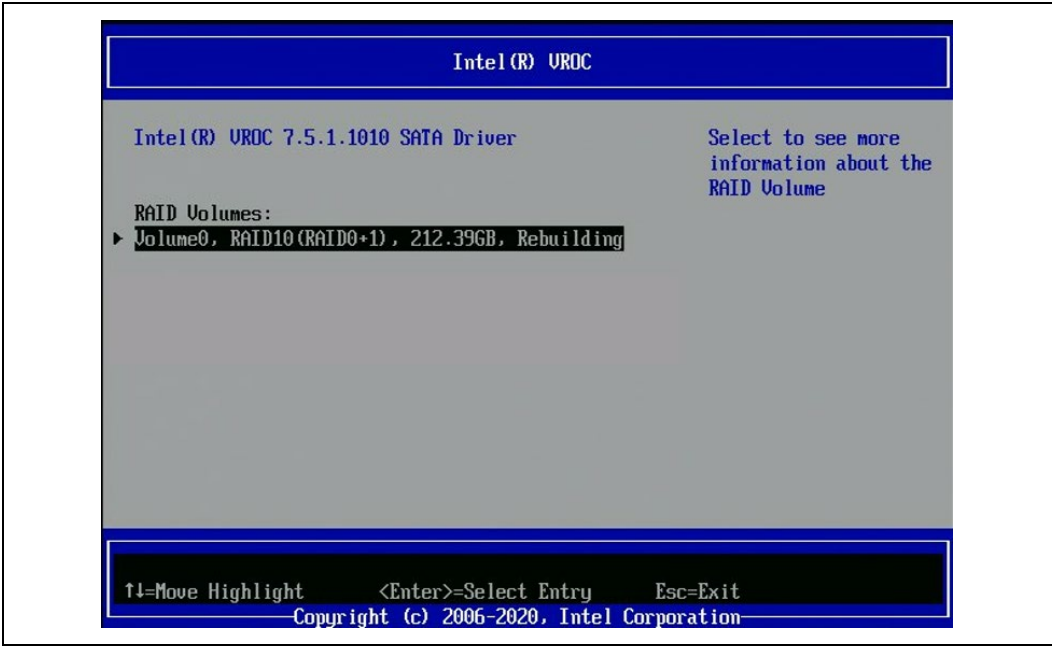 Intel(R) VROC
Intel(R) VROC 7.5.1.1010 SATA Driver
Select to see more
information about the
RAID Volume
RAID Volumes:
Volume0, RAID10(RAID0+1), 212.39GB, Rebuilding
↑↓=Move Highlight <Enter>=Select Entry Esc=Exit
Copyright (c) 2006-2020, Intel Corporation